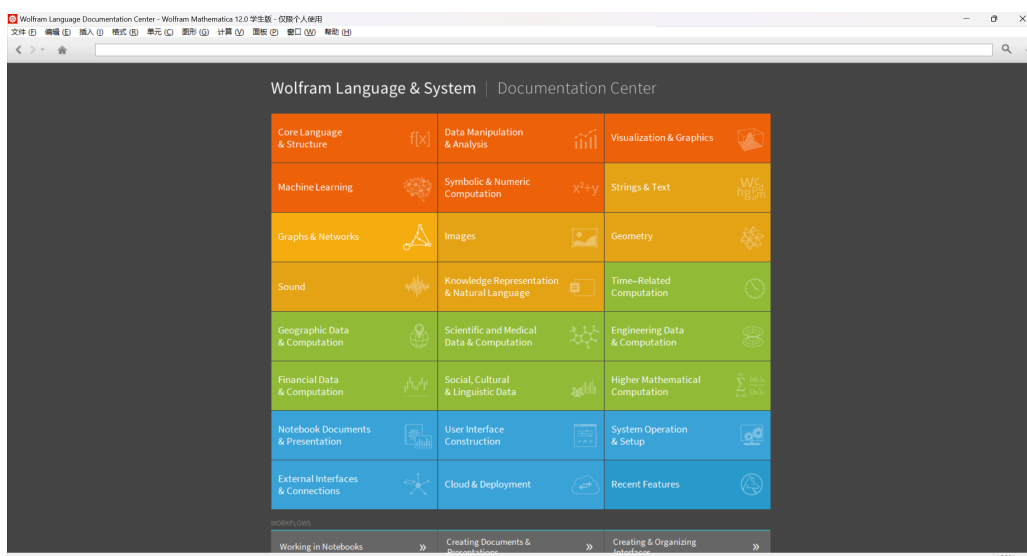 Wolfram Language Documentation Center - Wolfram Mathematica 12.0 学生版 - 仅限个人使用
文件 (F) 编辑 (E) 插入 (I) 格式 (R) 单元 (C) 图形 (G) 计算 (V) 面板 (P) 窗口 (W) 帮助 (H)
Wolfram Language & System | Documentation Center
Core Language
& Structure
f[x]
Data Manipulation
& Analysis
Visualization & Graphics
Machine Learning
Symbolic & Numeric
Computation
x²+y
Strings & Text
Graphs & Networks
Images
Geometry
Sound
Knowledge Representation
& Natural Language
Time-Related
Computation
Geographic Data
& Computation
Scientific and Medical
Data & Computation
Engineering Data
& Computation
Financial Data
& Computation
Social, Cultural
& Linguistic Data
Higher Mathematical
Computation
Notebook Documents
& Presentation
User Interface
Construction
System Operation
& Setup
External Interfaces
& Connections
Cloud & Deployment
Recent Features
WORKFLOWS
Working in Notebooks »
Creating Documents & »
Presentations
Creating & Organizing »
Interfaces